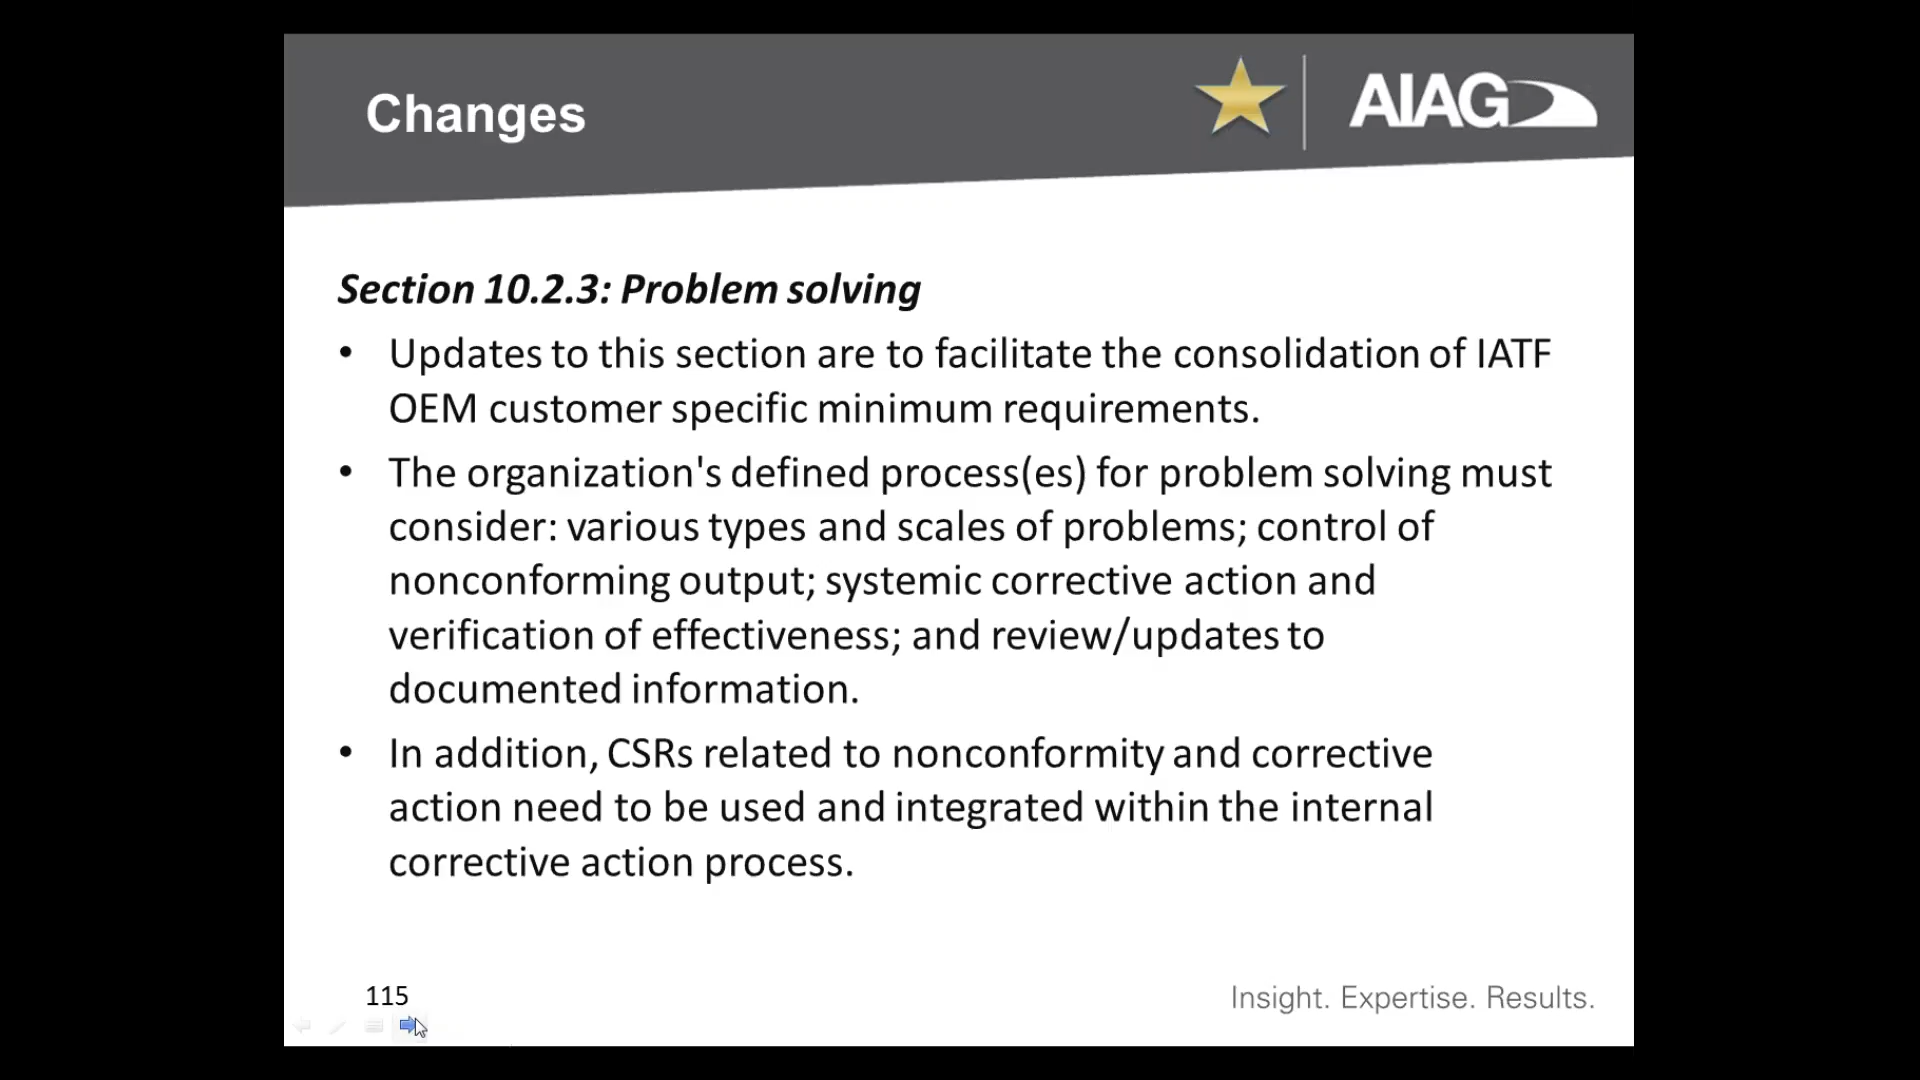 Changes
AIAG
Section 10.2.3: Problem solving
• Updates to this section are to facilitate the consolidation of IATF
OEM customer specific minimum requirements.
• The organization's defined process(es) for problem solving must
consider: various types and scales of problems; control of
nonconforming output; systemic corrective action and
verification of effectiveness; and review/updates to
documented information.
• In addition, CSRs related to nonconformity and corrective
action need to be used and integrated within the internal
corrective action process.
115
Insight. Expertise. Results.